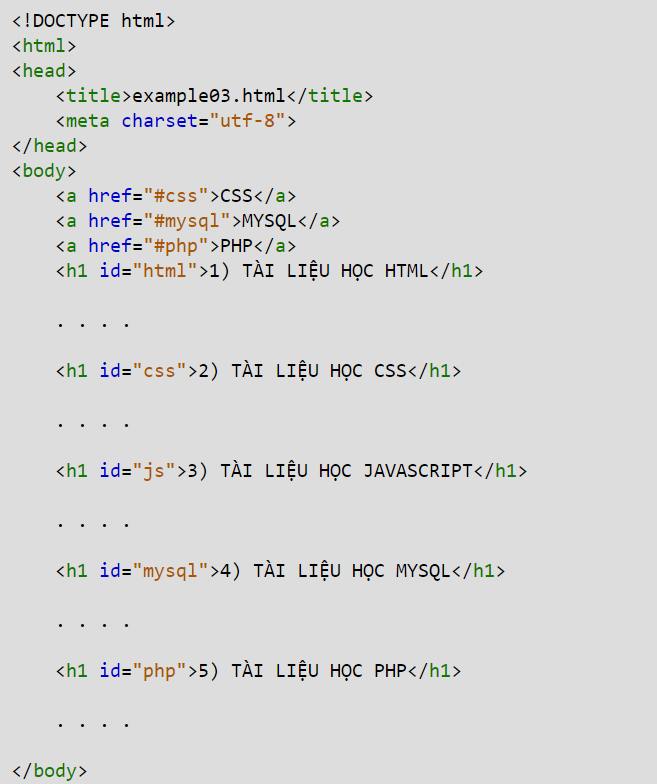 <!DOCTYPE html>
<html>
<head>
    <title>example03.html</title>
    <meta charset="utf-8">
</head>
<body>
    <a href="#css">CSS</a>
    <a href="#mysql">MYSQL</a>
    <a href="#php">PHP</a>
    <h1 id="html">1) TÀI LIỆU HỌC HTML</h1>
    . . . .
    <h1 id="css">2) TÀI LIỆU HỌC CSS</h1>
    . . . .
    <h1 id="js">3) TÀI LIỆU HỌC JAVASCRIPT</h1>
    . . . .
    <h1 id="mysql">4) TÀI LIỆU HỌC MYSQL</h1>
    . . . .
    <h1 id="php">5) TÀI LIỆU HỌC PHP</h1>
    . . . .
</body>